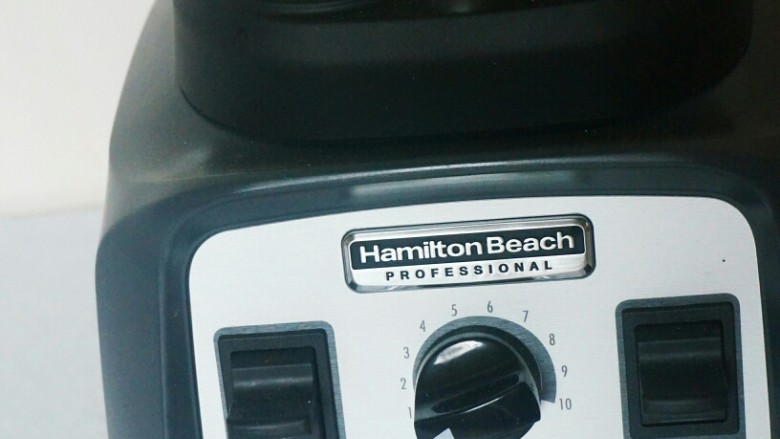 Hamilton Beach
PROFESSIONAL
1 2 3 4 5 6 7 8 9 10